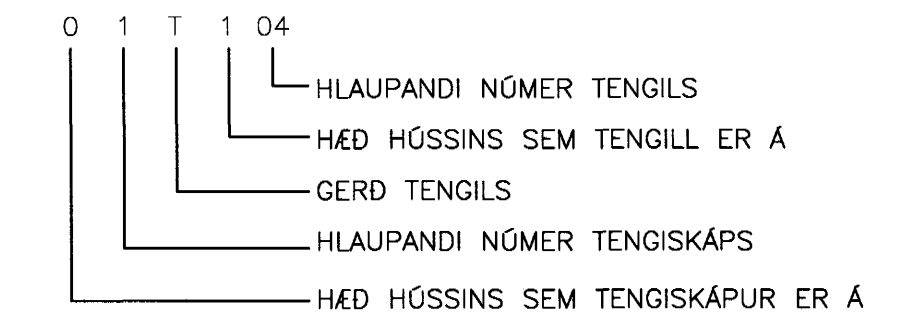 0 1 T 1 04
HLAUPANDI NÚMER TENGILS
HÆÐ HÚSSINS SEM TENGILL ER Á
GERÐ TENGILS
HLAUPANDI NÚMER TENGISKÁPS
HÆÐ HÚSSINS SEM TENGISKÁPUR ER Á